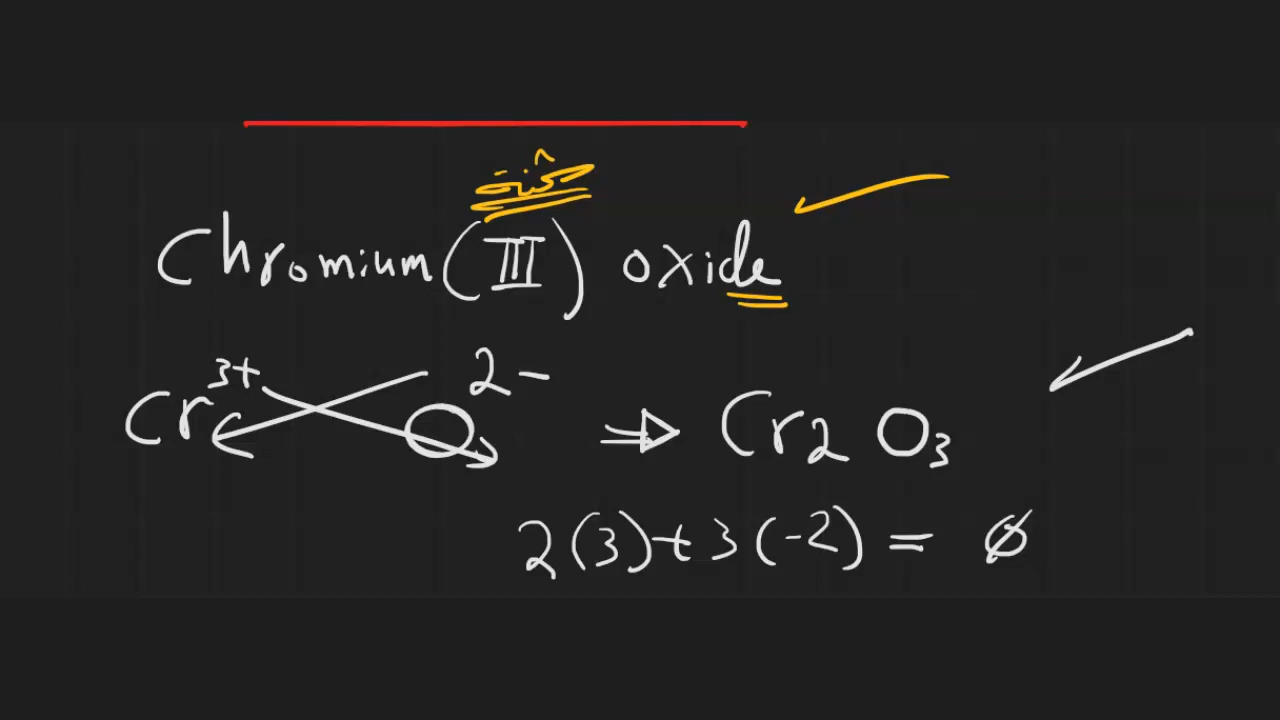 Chromium (III) oxide
Cr³⁺ O²⁻ ⇒ Cr₂O₃
2(3)+3(-2) = 0